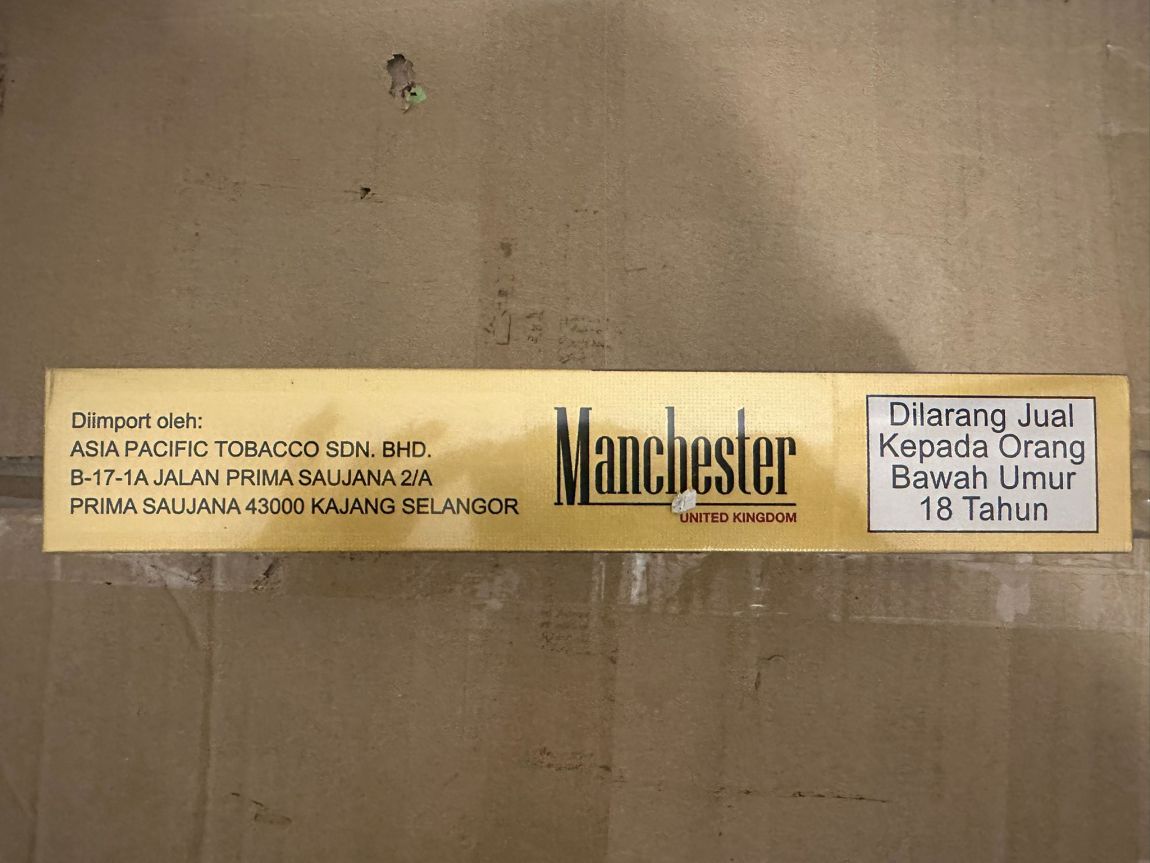 Diimport oleh:
ASIA PACIFIC TOBACCO SDN. BHD.
B-17-1A JALAN PRIMA SAUJANA 2/A
PRIMA SAUJANA 43000 KAJANG SELANGOR
Manchester
UNITED KINGDOM
Dilarang Jual
Kepada Orang
Bawah Umur
18 Tahun